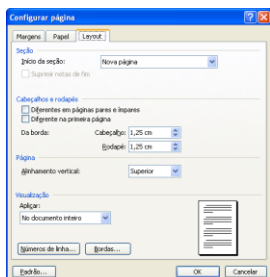 Configurar página
Margens Papel Layout
Seção
Início da seção: Nova página
Suprimir notas de fim
Cabeçalhos e rodapés
Diferentes em páginas pares e ímpares
Diferente na primeira página
Da borda: Cabeçalho: 1,25 cm
Rodapé: 1,25 cm
Página
Alinhamento vertical: Superior
Visualização
Aplicar:
No documento inteiro
Números de linha... Bordas...
Padrão... OK Cancelar